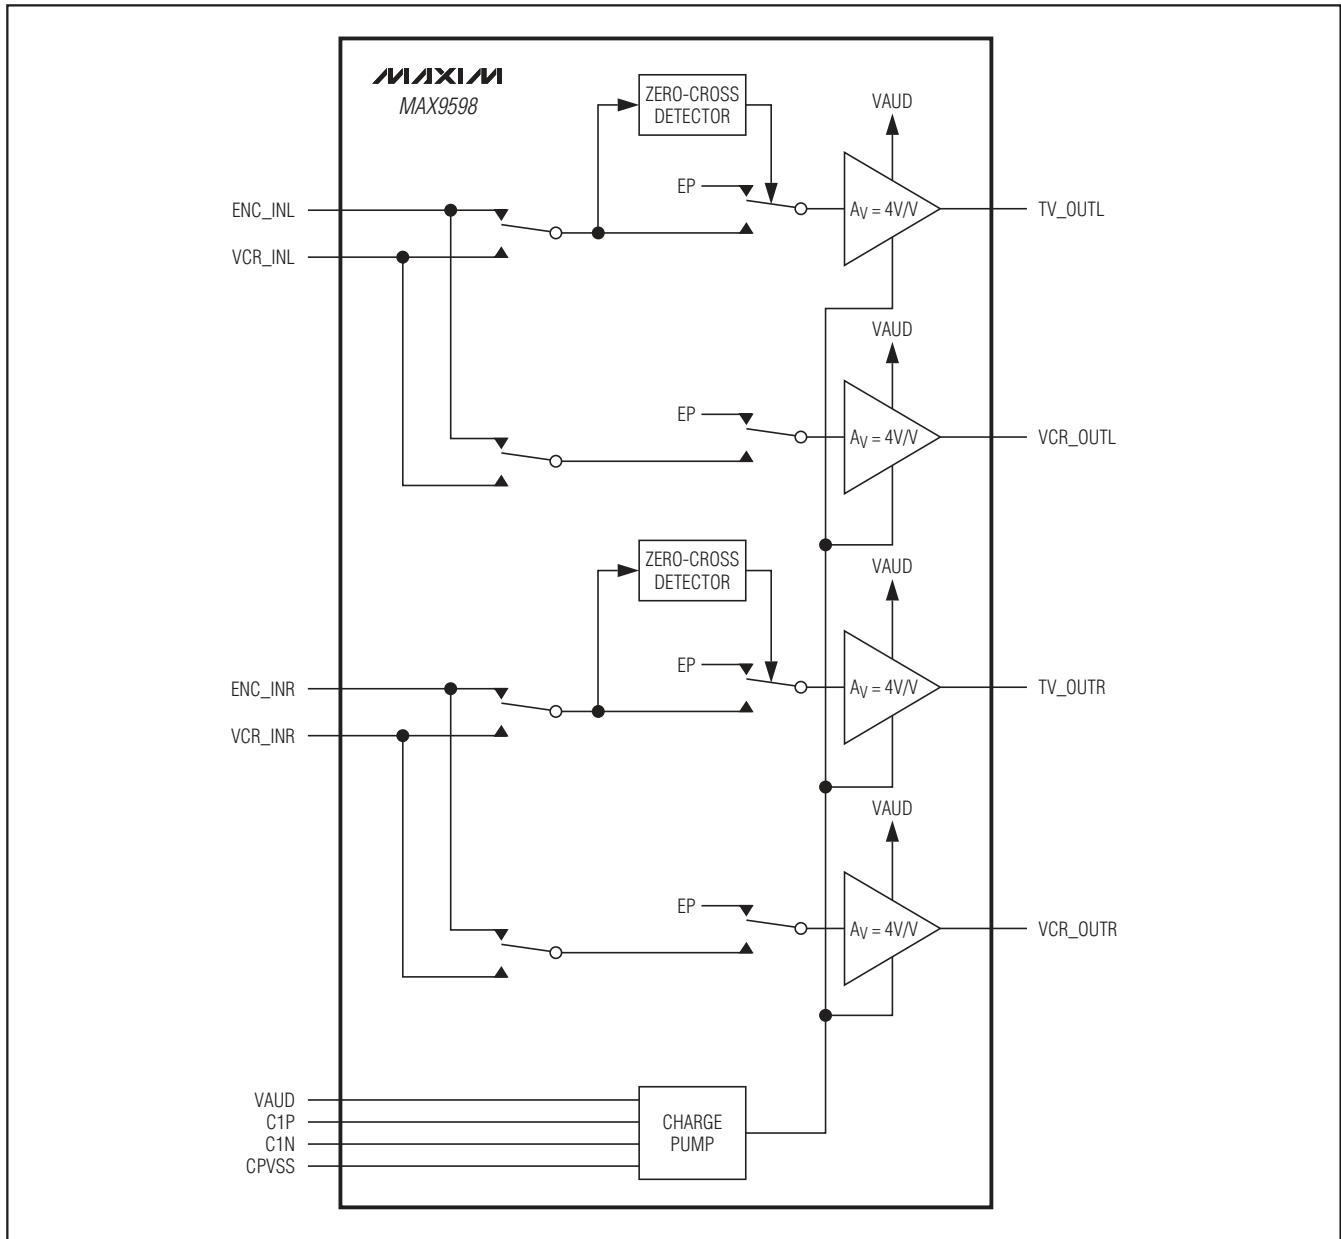 MAXIM
MAX9598
ZERO-CROSS
DETECTOR
VAUD
EP
ENC_INL
AV = 4V/V
TV_OUTL
VCR_INL
VAUD
EP
AV = 4V/V
VCR_OUTL
ZERO-CROSS
DETECTOR
VAUD
EP
ENC_INR
AV = 4V/V
TV_OUTR
VCR_INR
VAUD
EP
AV = 4V/V
VCR_OUTR
VAUD
C1P
C1N
CPVSS
CHARGE
PUMP